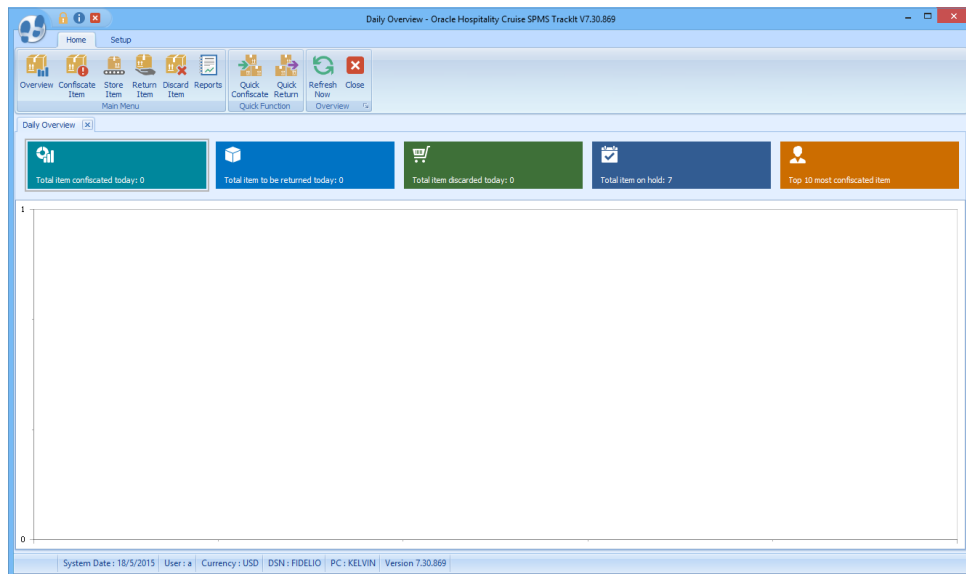 Daily Overview - Oracle Hospitality Cruise SPMS TrackIt V7.30.869
Home Setup
Overview Confiscate Item Store Item Return Item Discard Item Reports Quick Confiscate Quick Return Refresh Now Close
Main Menu Quick Function Overview
Daily Overview
Total item confiscated today: 0 Total item to be returned today: 0 Total item discarded today: 0 Total item on hold: 7 Top 10 most confiscated item
1
0
System Date : 18/5/2015 User : a Currency : USD DSN : FIDELIO PC : KELVIN Version 7.30.869